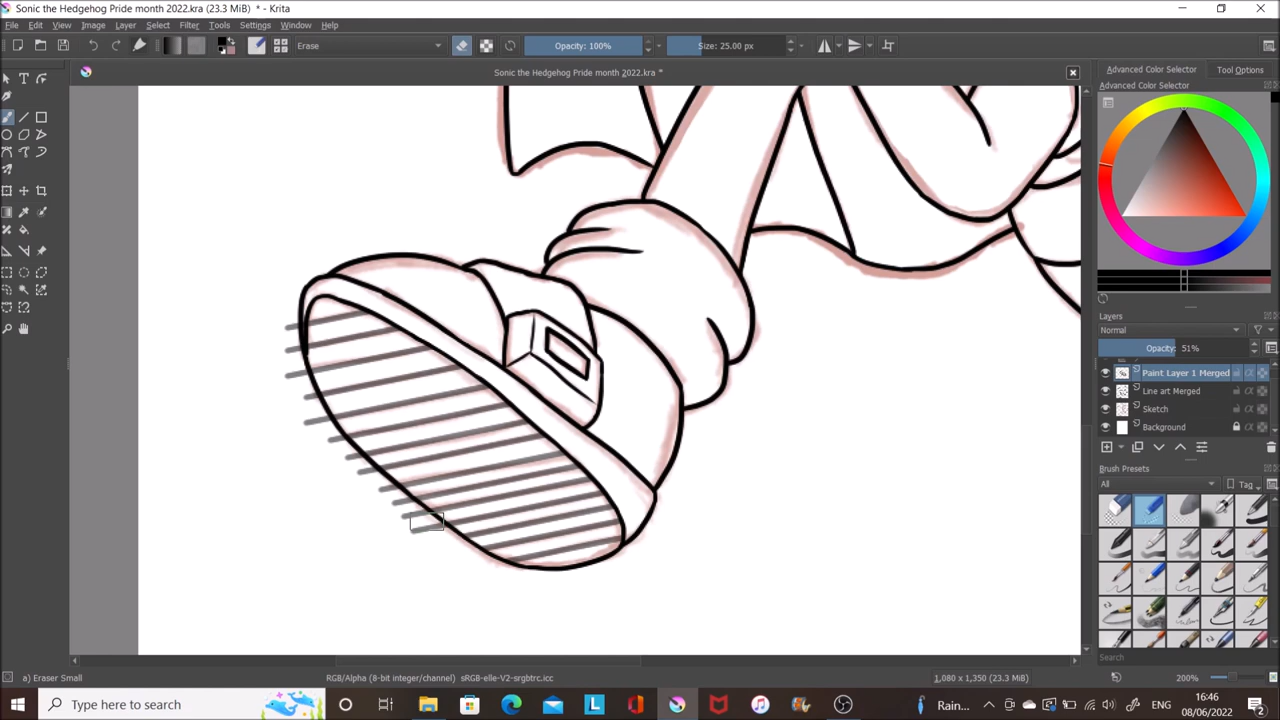 Sonic the Hedgehog Pride month 2022.kra (23.3 MiB) * - Krita
File Edit View Image Layer Select Filter Tools Settings Window Help
Erase Opacity: 100% Size: 25.00 px
Sonic the Hedgehog Pride month 2022.kra *
Advanced Color Selector Tool Options
Advanced Color Selector
Layers
Normal
Opacity: 51%
Paint Layer 1 Merged
Line art Merged
Sketch
Background
Brush Presets
All Tag
Search
a) Eraser Small RGB/Alpha (8-bit integer/channel) sRGB-elle-V2-srgbtrc.icc 1,080 x 1,350 (23.3 MiB) 200%
Type here to search Rain... ENG 16:46
08/06/2022 2